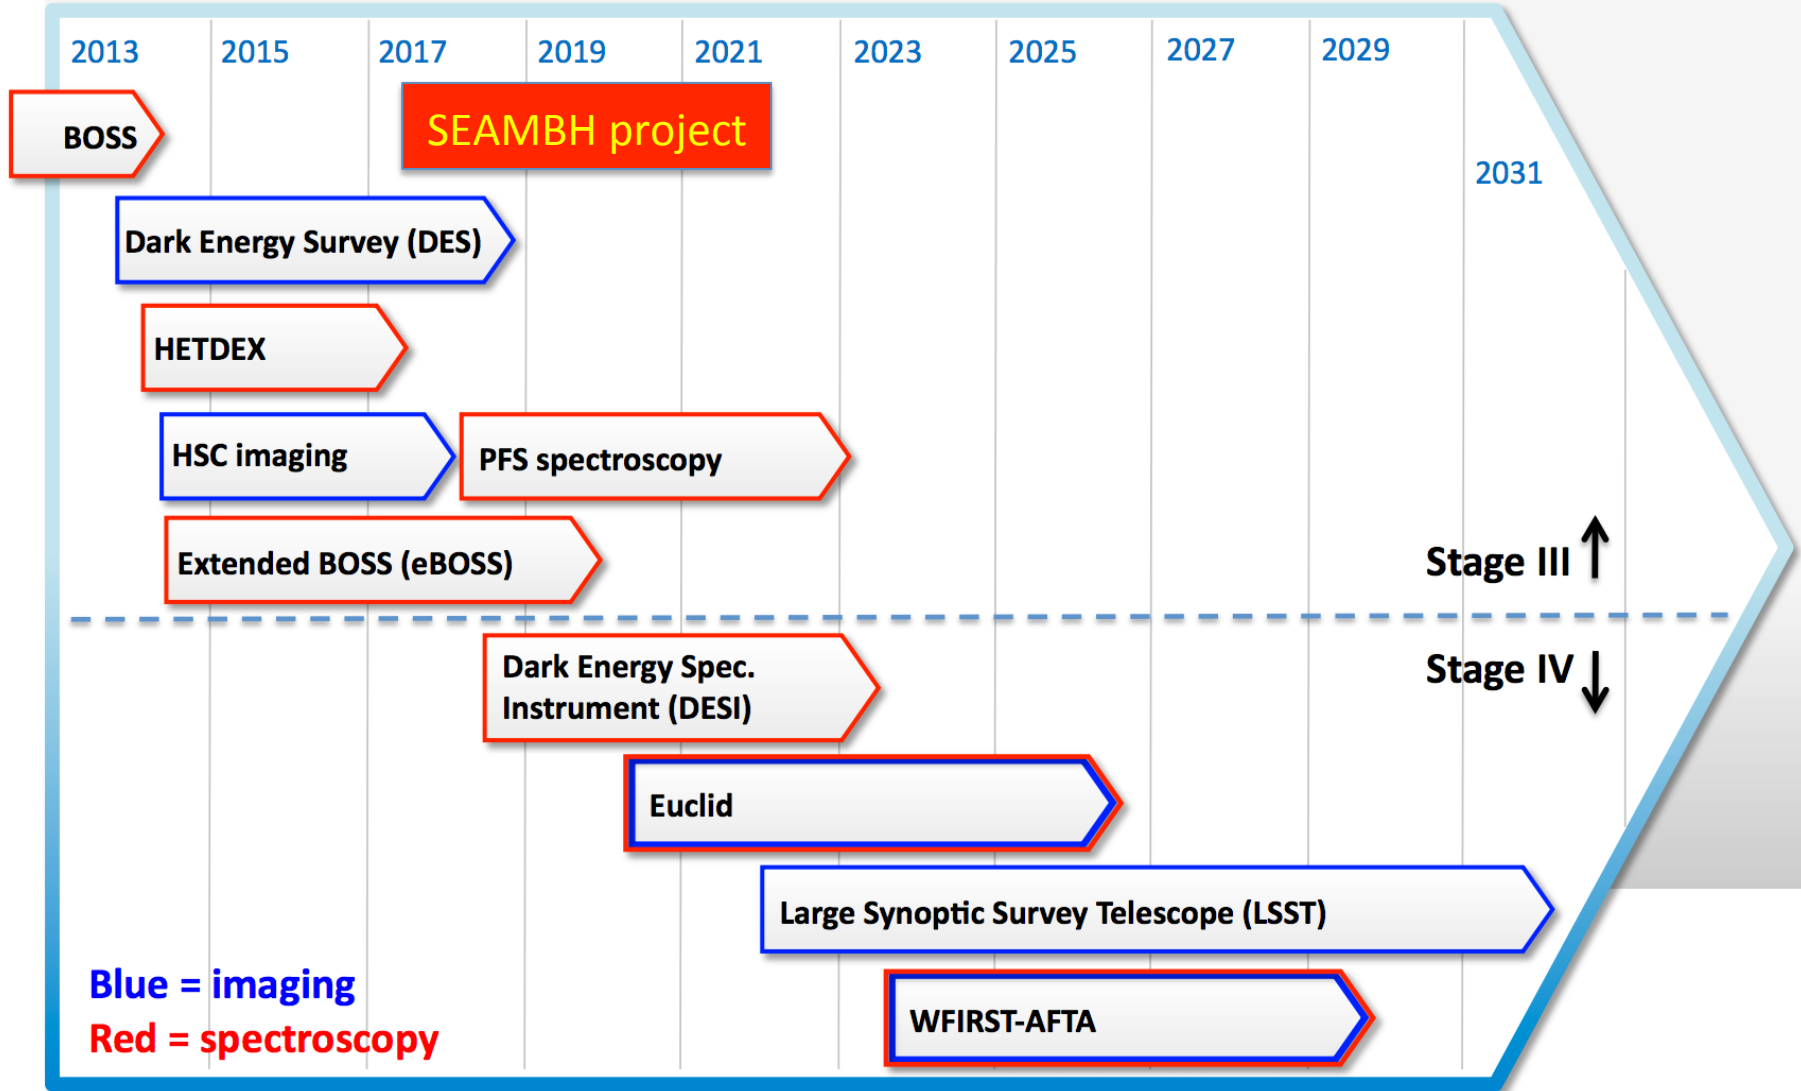 2013 2015 2017 2019 2021 2023 2025 2027 2029
SEAMBH project
BOSS
2031
Dark Energy Survey (DES)
HETDEX
HSC imaging
PFS spectroscopy
Extended BOSS (eBOSS)
Stage III ↑
Stage IV ↓
Dark Energy Spec.
Instrument (DESI)
Euclid
Large Synoptic Survey Telescope (LSST)
Blue = imaging
WFIRST-AFTA
Red = spectroscopy